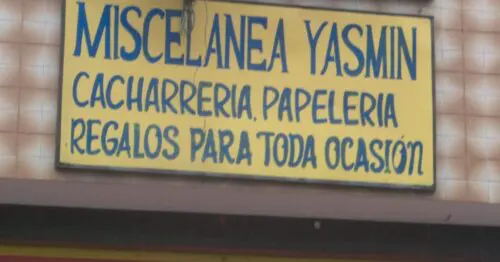 MISCELANEA YASMIN
CACHARRERIA, PAPELERIA
REGALOS PARA TODA OCASIÓN